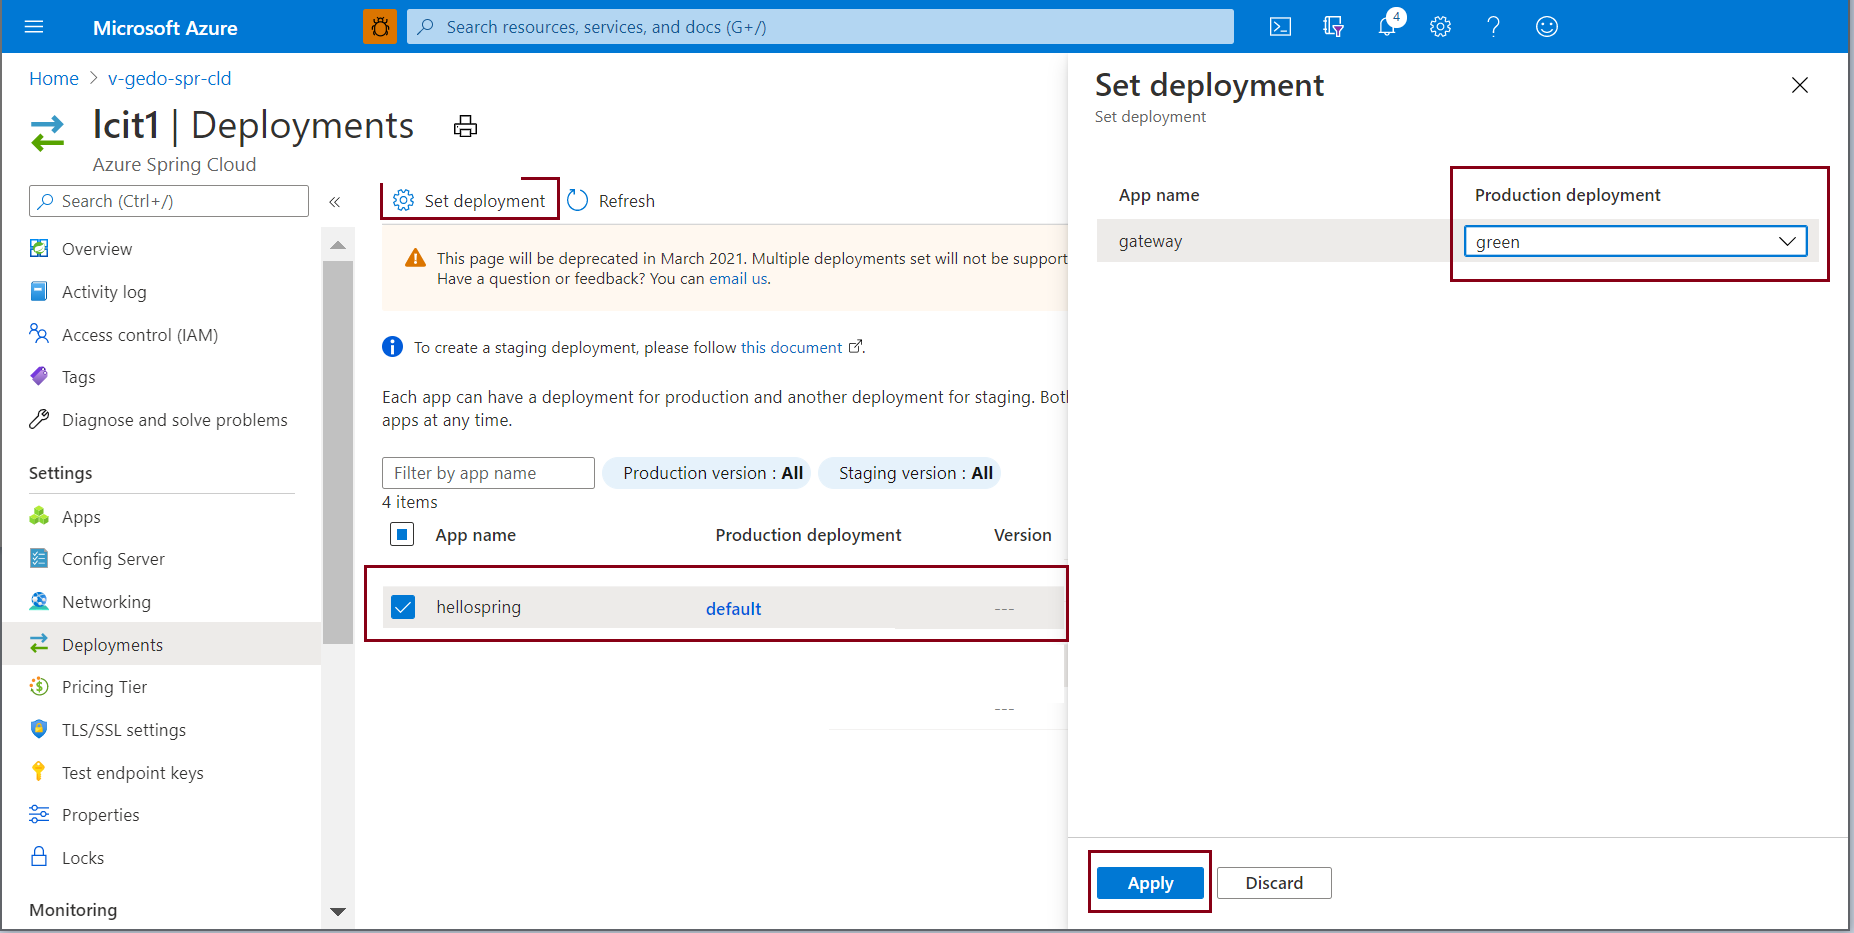 Microsoft Azure
Search resources, services, and docs (G+/)
4
Home > v-gedo-spr-cld
lcit1 | Deployments
Azure Spring Cloud
Search (Ctrl+/)
«
Overview
Activity log
Access control (IAM)
Tags
Diagnose and solve problems
Settings
Apps
Config Server
Networking
Deployments
Pricing Tier
TLS/SSL settings
Test endpoint keys
Properties
Locks
Monitoring
Set deployment
Refresh
This page will be deprecated in March 2021. Multiple deployments set will not be support
Have a question or feedback? You can email us.
To create a staging deployment, please follow this document.
Each app can have a deployment for production and another deployment for staging. Both
apps at any time.
Filter by app name
Production version : All
Staging version : All
4 items
App name Production deployment Version
hellospring default ---
---
Set deployment
Set deployment
App name Production deployment
gateway green
Apply
Discard